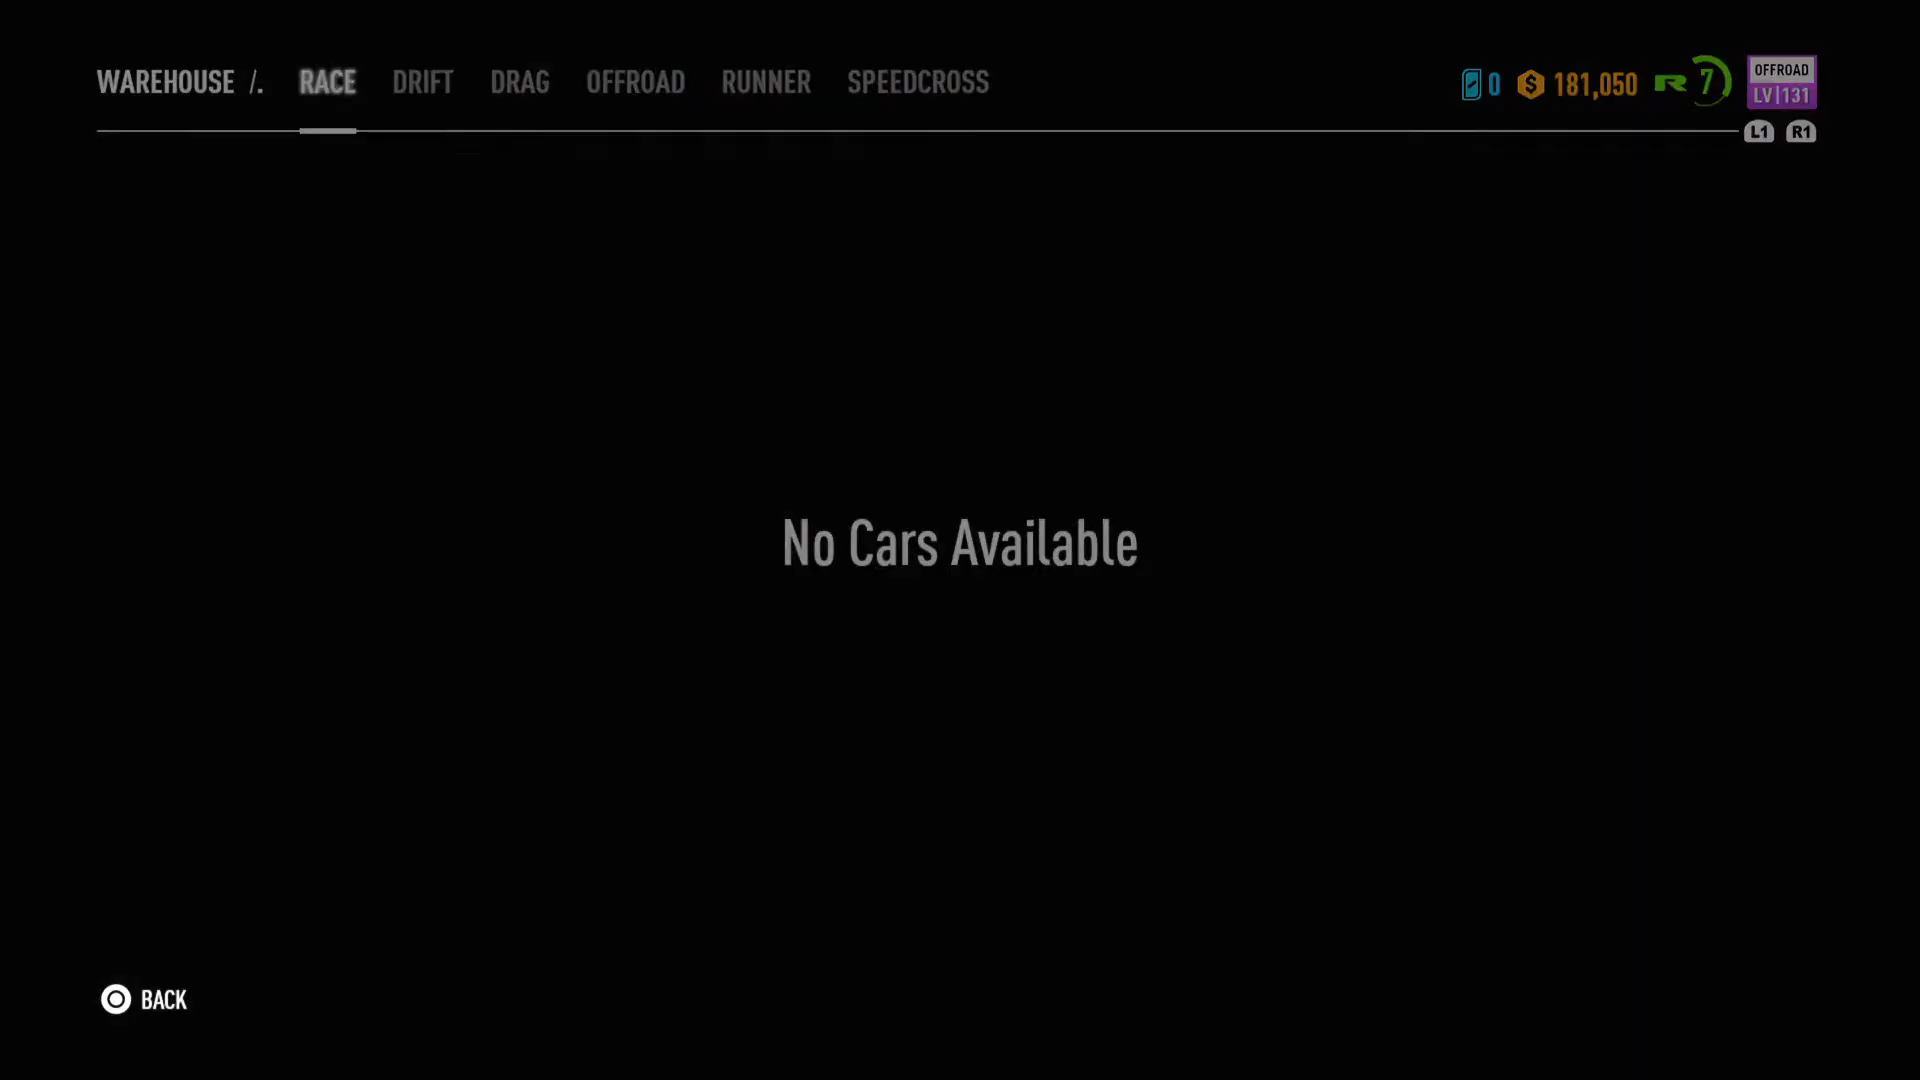 WAREHOUSE /. RACE DRIFT DRAG OFFROAD RUNNER SPEEDCROSS
0 181,050 R 7 OFFROAD
LV|131
L1 R1
No Cars Available
BACK